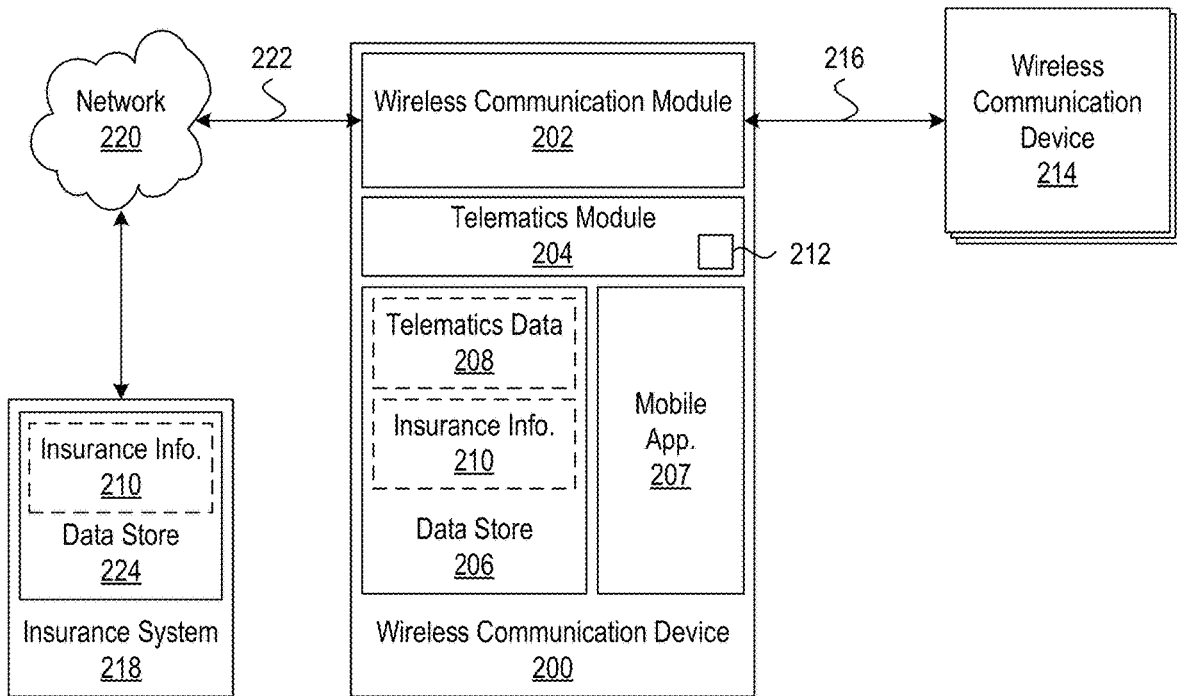 Network
220
222
Wireless Communication Module
202
216
Wireless
Communication
Device
214
Telematics Module
204
212
Telematics Data
208
Insurance Info.
210
Data Store
206
Mobile
App.
207
Wireless Communication Device
200
Insurance Info.
210
Data Store
224
Insurance System
218